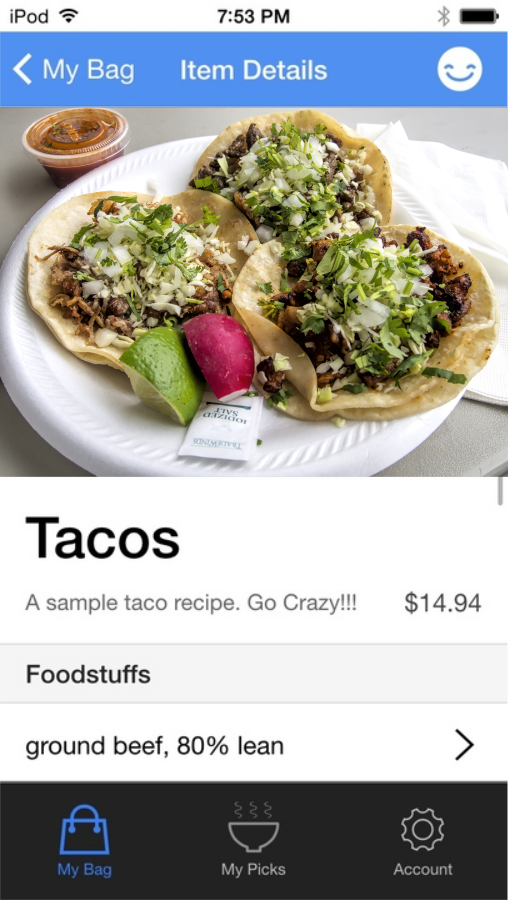 iPod 7:53 PM
My Bag Item Details
IODIZED
SALT
TRADEWINDS
Tacos
A sample taco recipe. Go Crazy!!! $14.94
Foodstuffs
ground beef, 80% lean
My Bag My Picks Account